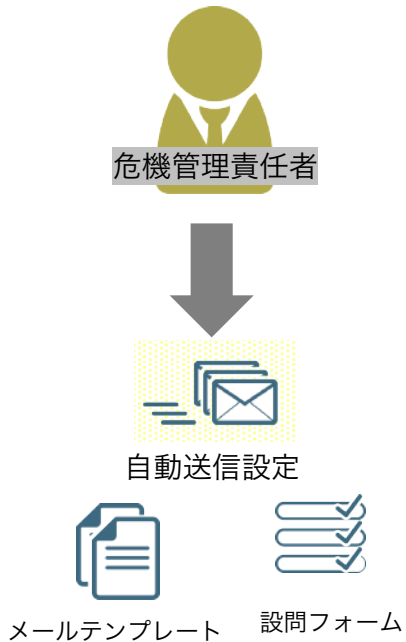 危機管理責任者
自動送信設定
メールテンプレート
設問フォーム